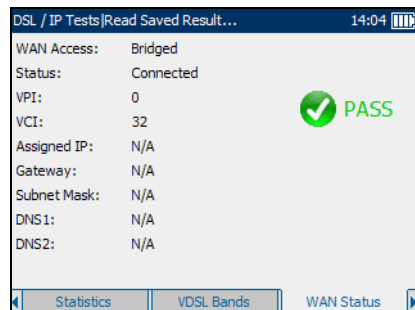 DSL / IP Tests|Read Saved Result... 14:04
WAN Access: Bridged
Status: Connected
VPI: 0
VCI: 32
PASS
Assigned IP: N/A
Gateway: N/A
Subnet Mask: N/A
DNS1: N/A
DNS2: N/A
Statistics VDSL Bands WAN Status